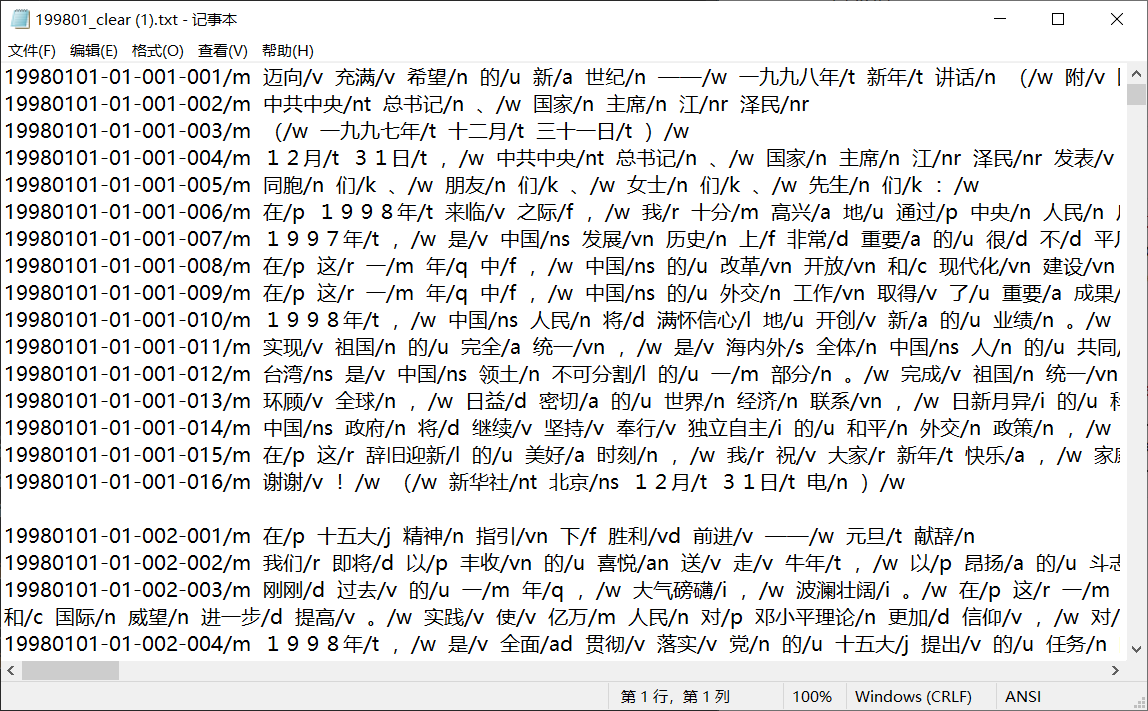 199801_clear (1).txt - 记事本
文件(F) 编辑(E) 格式(O) 查看(V) 帮助(H)
19980101-01-001-001/m 迈向/v 充满/v 希望/n 的/u 新/a 世纪/n ——/w 一九九八年/t 新年/t 讲话/n （/w 附/v
19980101-01-001-002/m 中共中央/nt 总书记/n 、/w 国家/n 主席/n 江/nr 泽民/nr
19980101-01-001-003/m （/w 一九九七年/t 十二月/t 三十一日/t ）/w
19980101-01-001-004/m １２月/t ３１日/t ，/w 中共中央/nt 总书记/n 、/w 国家/n 主席/n 江/nr 泽民/nr 发表/v
19980101-01-001-005/m 同胞/n 们/k 、/w 朋友/n 们/k 、/w 女士/n 们/k 、/w 先生/n 们/k ：/w
19980101-01-001-006/m 在/p １９９８年/t 来临/v 之际/f ，/w 我/r 十分/m 高兴/a 地/u 通过/p 中央/n 人民/n
19980101-01-001-007/m １９９７年/t ，/w 是/v 中国/ns 发展/vn 历史/n 上/f 非常/d 重要/a 的/u 很/d 不/d
19980101-01-001-008/m 在/p 这/r 一/m 年/q 中/f ，/w 中国/ns 的/u 改革/vn 开放/vn 和/c 现代化/vn 建设/vn
19980101-01-001-009/m 在/p 这/r 一/m 年/q 中/f ，/w 中国/ns 的/u 外交/n 工作/vn 取得/v 了/u 重要/a 成果/
19980101-01-001-010/m １９９８年/t ，/w 中国/ns 人民/n 将/d 满怀信心/l 地/u 开创/v 新/a 的/u 业绩/n 。/w
19980101-01-001-011/m 实现/v 祖国/n 的/u 完全/a 统一/vn ，/w 是/v 海内外/s 全体/n 中国/ns 人/n 的/u 共同/
19980101-01-001-012/m 台湾/ns 是/v 中国/ns 领土/n 不可分割/l 的/u 一/m 部分/n 。/w 完成/v 祖国/n 统一/vn
19980101-01-001-013/m 环顾/v 全球/n ，/w 日益/d 密切/a 的/u 世界/n 经济/n 联系/vn ，/w 日新月异/i 的/u
19980101-01-001-014/m 中国/ns 政府/n 将/d 继续/v 坚持/v 奉行/v 独立自主/i 的/u 和平/n 外交/n 政策/n ，/w
19980101-01-001-015/m 在/p 这/r 辞旧迎新/l 的/u 美好/a 时刻/n ，/w 我/r 祝/v 大家/r 新年/t 快乐/a ，/w
19980101-01-001-016/m 谢谢/v ！/w （/w 新华社/nt 北京/ns １２月/t ３１日/t 电/n ）/w
19980101-01-002-001/m 在/p 十五大/j 精神/n 指引/vn 下/f 胜利/vd 前进/v ——/w 元旦/t 献辞/n
19980101-01-002-002/m 我们/r 即将/d 以/p 丰收/vn 的/u 喜悦/an 送/v 走/v 牛年/t ，/w 以/p 昂扬/a 的/u 斗志
19980101-01-002-003/m 刚刚/d 过去/v 的/u 一/m 年/q ，/w 大气磅礴/i ，/w 波澜壮阔/i 。/w 在/p 这/r 一/m
和/c 国际/n 威望/n 进一步/d 提高/v 。/w 实践/v 使/v 亿万/m 人民/n 对/p 邓小平理论/n 更加/d 信仰/v ，/w 对/
19980101-01-002-004/m １９９８年/t ，/w 是/v 全面/ad 贯彻/v 落实/v 党/n 的/u 十五大/j 提出/v 的/u 任务/n
第 1 行，第 1 列 100% Windows (CRLF) ANSI